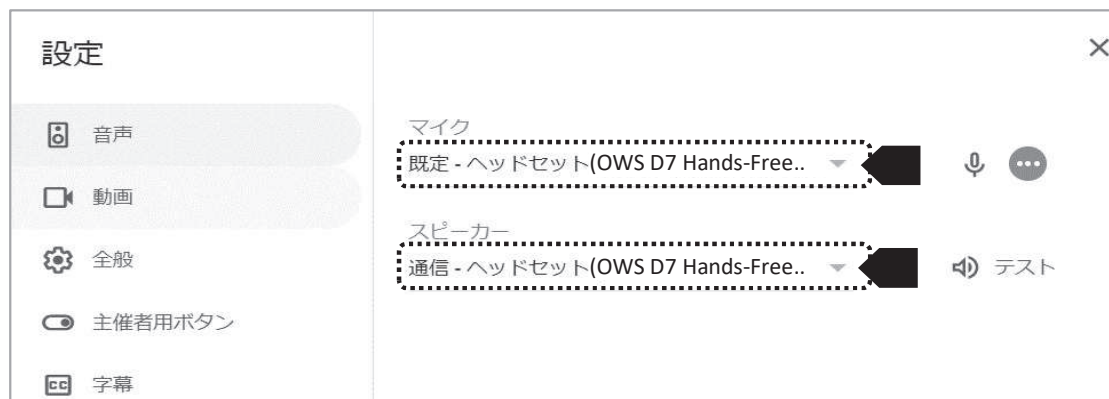 設定
音声
動画
全般
主催者用ボタン
字幕
マイク
既定 - ヘッドセット(OWS D7 Hands-Free..
スピーカー
通信 - ヘッドセット(OWS D7 Hands-Free..
テスト